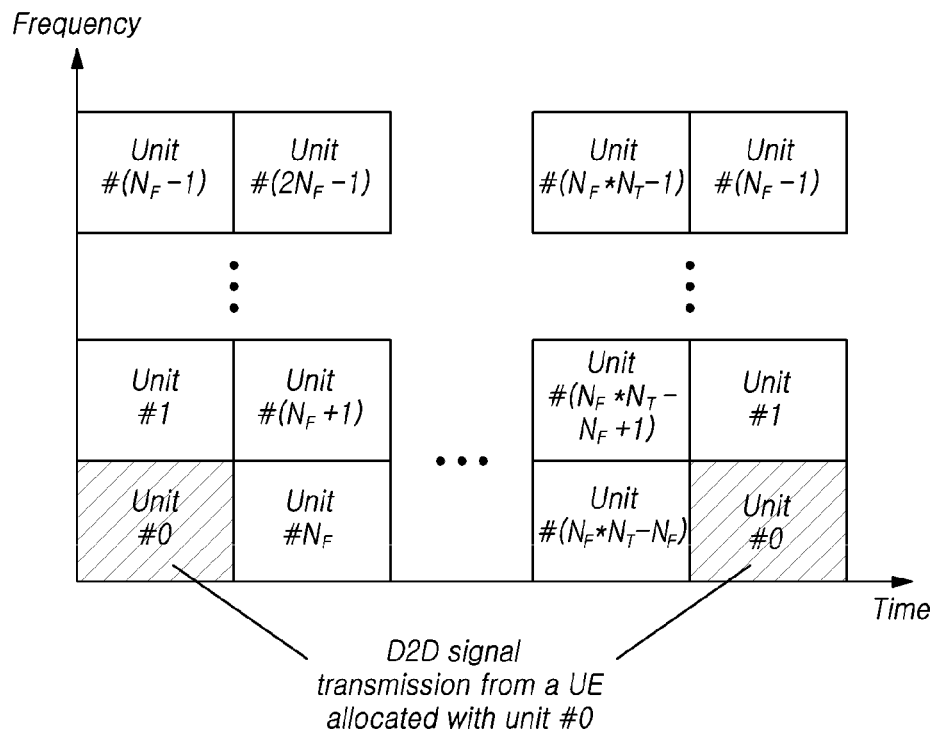 Frequency
Unit
#(N_F −1)
Unit
#(2N_F −1)
Unit
#(N_F *N_T −1)
Unit
#(N_F −1)
Unit
#1
Unit
#(N_F +1)
Unit
#(N_F *N_T −
N_F +1)
Unit
#1
Unit
#0
Unit
#N_F
Unit
#(N_F*N_T−N_F)
Unit
#0
Time
D2D signal
transmission from a UE
allocated with unit #0